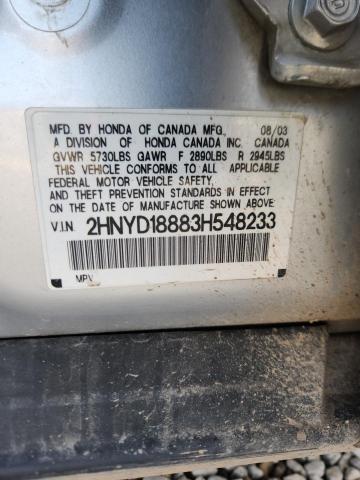 MFD. BY HONDA OF CANADA MFG. 08/03
A DIVISION OF HONDA CANADA INC. CANADA
GVWR 5730LBS GAWR F 2890LBS R 2945LBS
THIS VEHICLE CONFORMS TO ALL APPLICABLE
FEDERAL MOTOR VEHICLE SAFETY, BUMPER,
AND THEFT PREVENTION STANDARDS IN EFFECT
ON THE DATE OF MANUFACTURE SHOWN ABOVE.
V.I.N. 2HNYD18883H548233
MPV